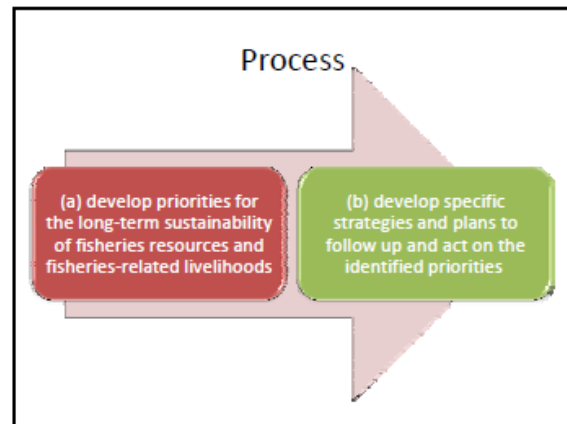 Process
(a) develop priorities for
the long-term sustainability
of fisheries resources and
fisheries-related livelihoods
(b) develop specific
strategies and plans to
follow up and act on the
identified priorities